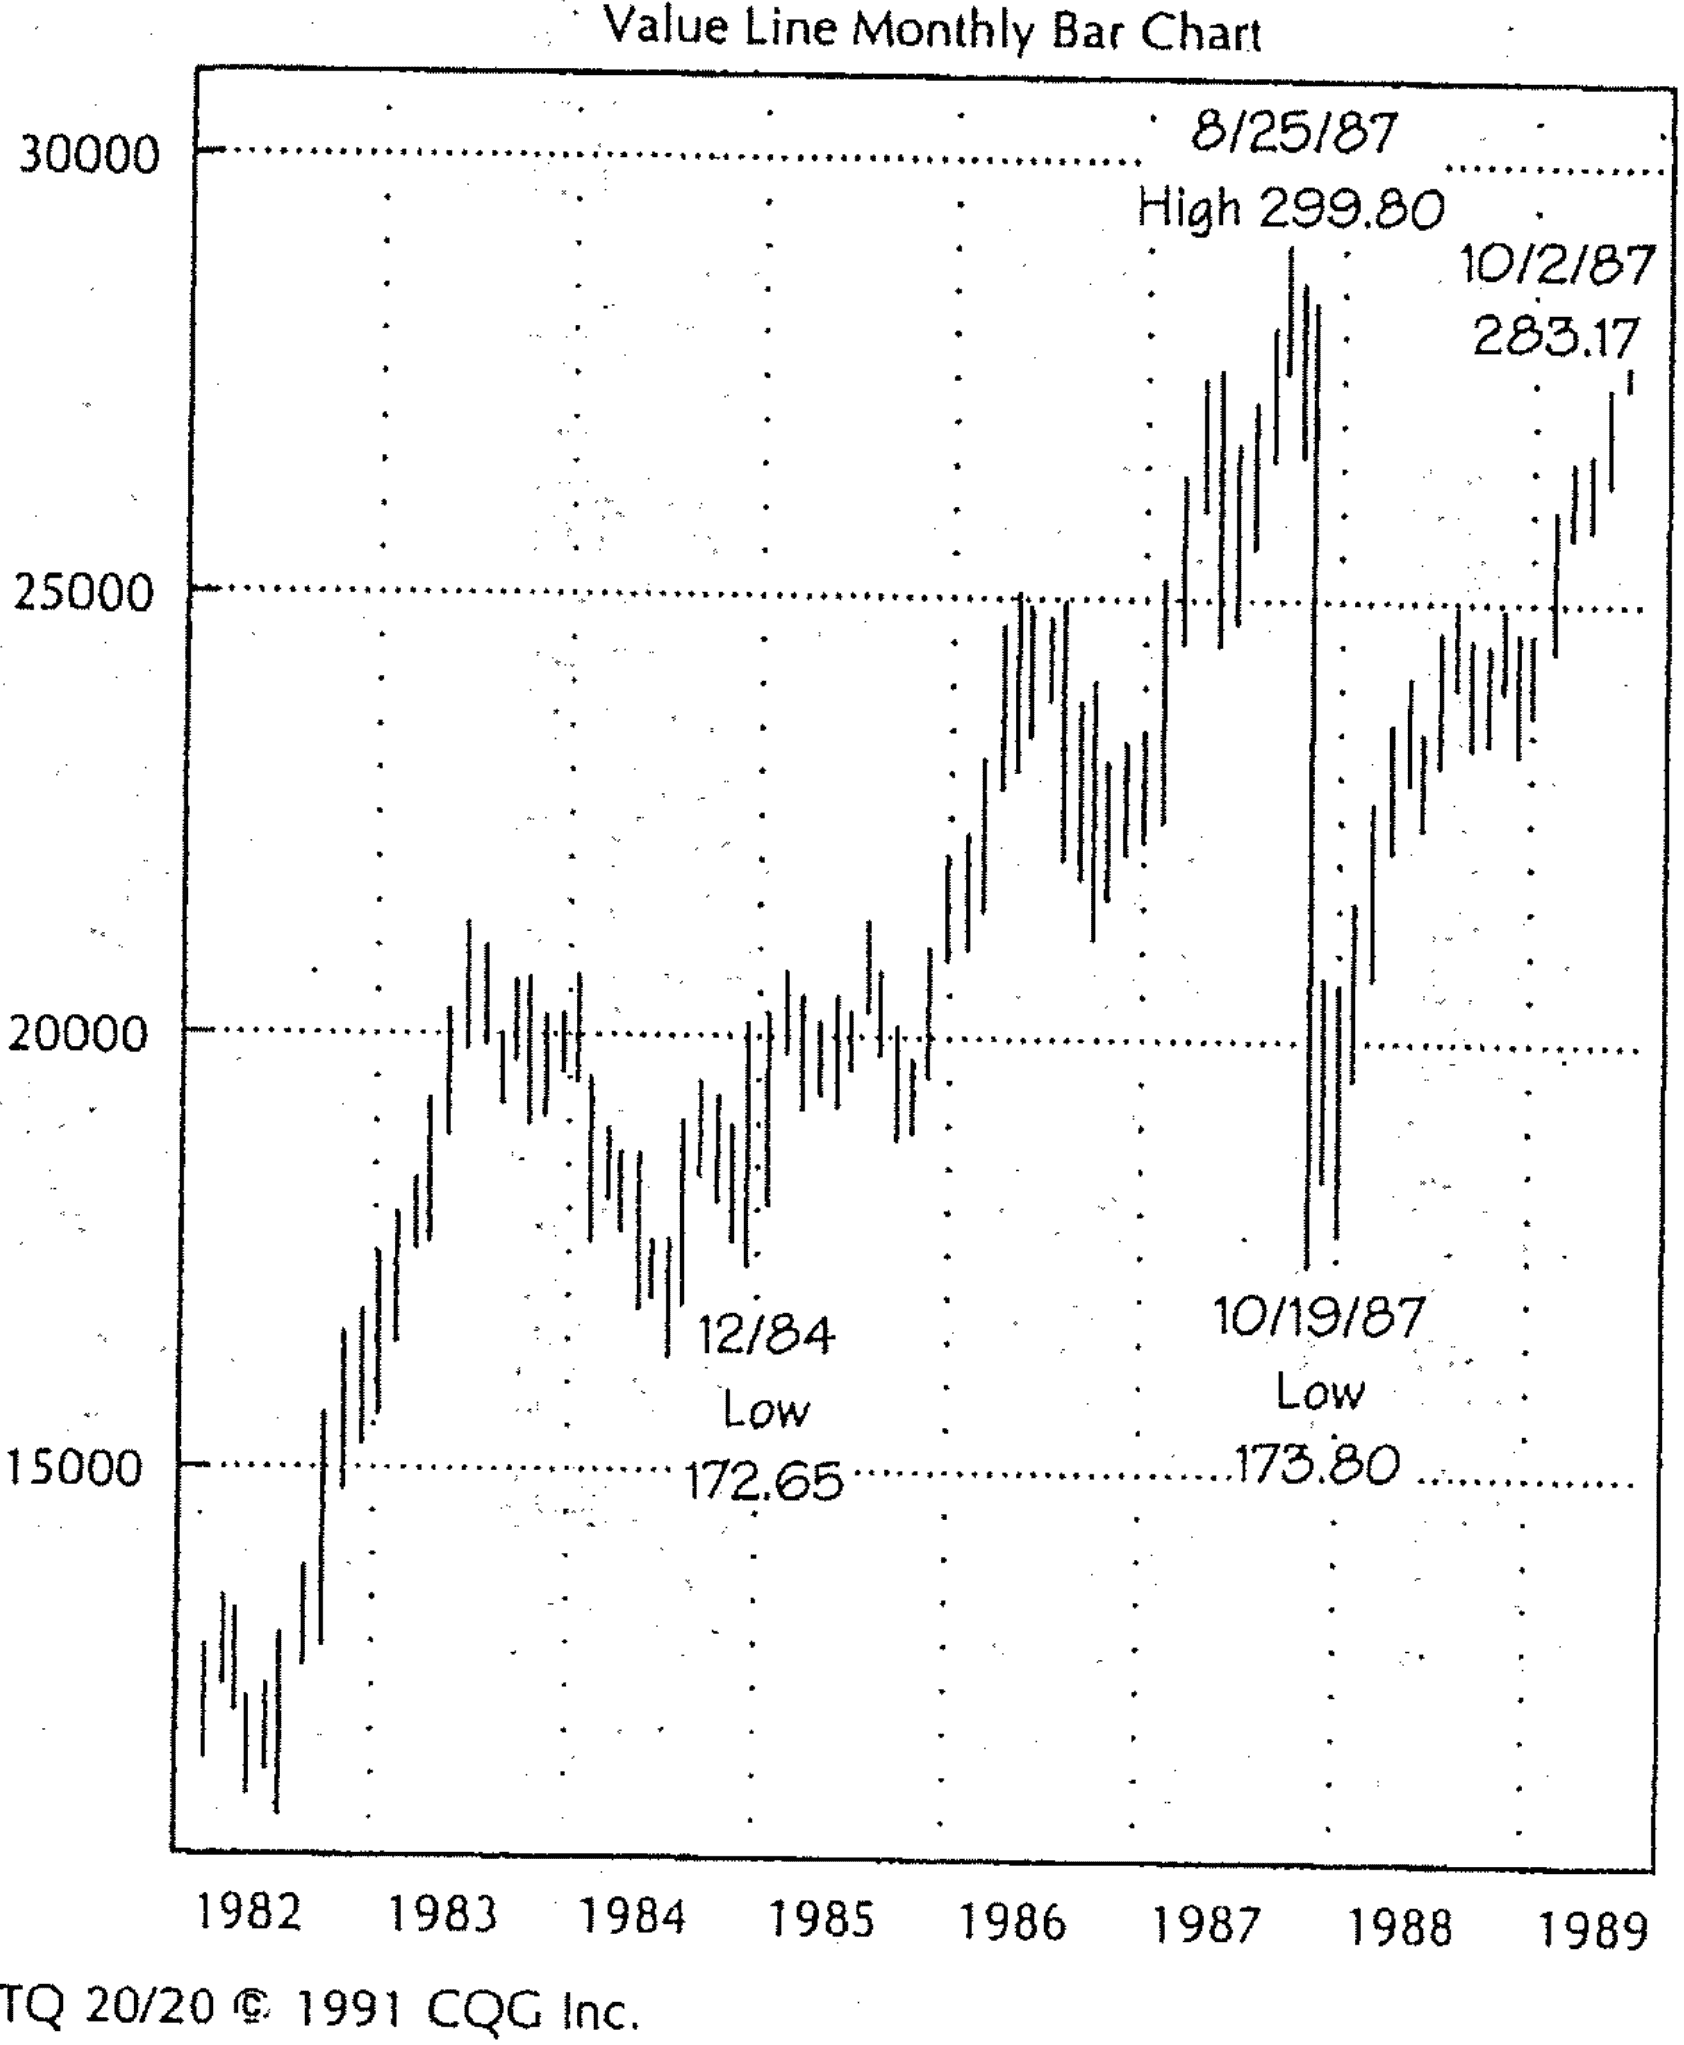 Value Line Monthly Bar Chart
30000
8/25/87
High 299.80
10/2/87
283.17
25000
20000
12/84
Low
172.65
10/19/87
Low
173.80
15000
1982 1983 1984 1985 1986 1987 1988 1989
TQ 20/20 © 1991 CQG Inc.